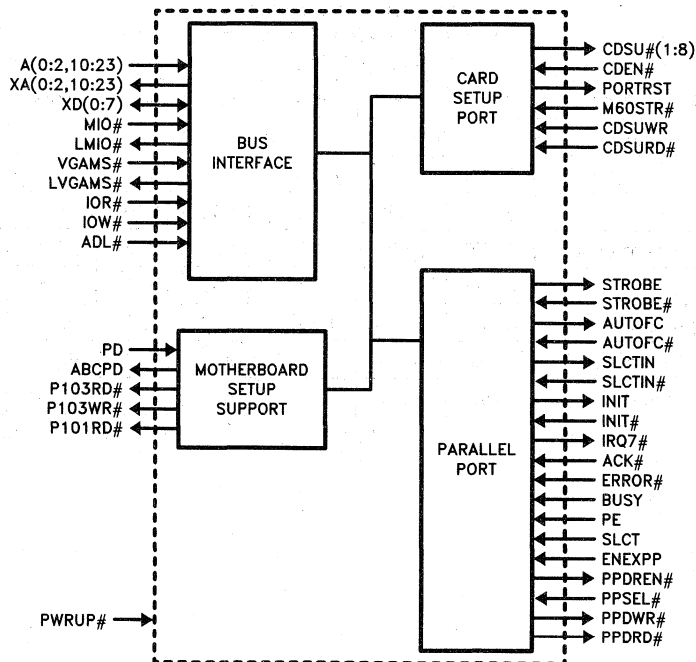 A(0:2,10:23)
XA(0:2,10:23)
XD(0:7)
MIO#
LMIO#
VGAMS#
LVGAMS#
IOR#
IOW#
ADL#
BUS
INTERFACE
CARD
SETUP
PORT
CDSU#(1:8)
CDEN#
PORTRST
M60STR#
CDSUWR
CDSURD#
PD
ABCPD
P103RD#
P103WR#
P101RD#
MOTHERBOARD
SETUP
SUPPORT
PARALLEL
PORT
STROBE
STROBE#
AUTOFC
AUTOFC#
SLCTIN
SLCTIN#
INIT
INIT#
IRQ7#
ACK#
ERROR#
BUSY
PE
SLCT
ENEXPP
PPDREN#
PPSEL#
PPDWR#
PPDRD#
PWRUP#